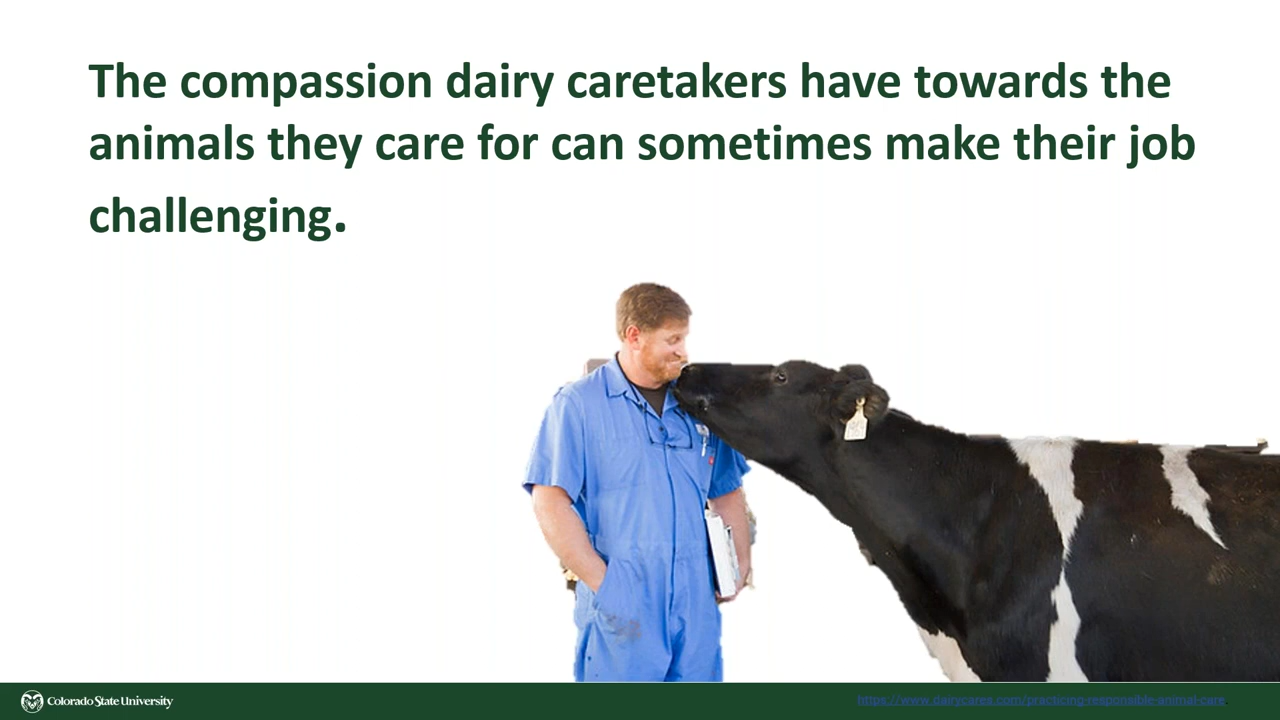 The compassion dairy caretakers have towards the
animals they care for can sometimes make their job
challenging.
Colorado State University
https://www.dairycares.com/practicing-responsible-animal-care.